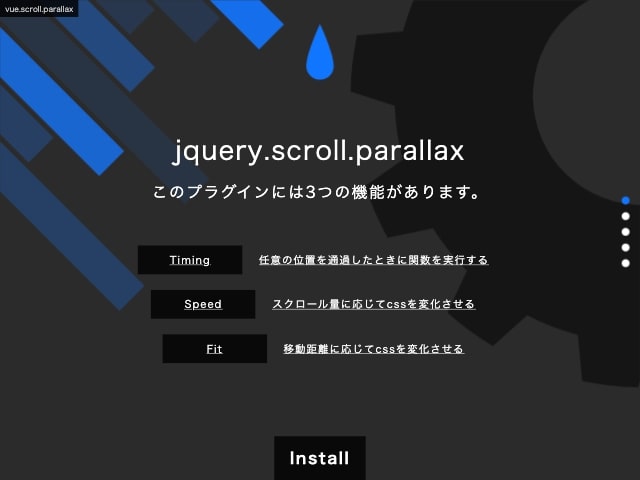 vue.scroll.parallax
jquery.scroll.parallax
このプラグインには3つの機能があります。
Timing 任意の位置を通過したときに関数を実行する
Speed スクロール量に応じてcssを変化させる
Fit 移動距離に応じてcssを変化させる
Install